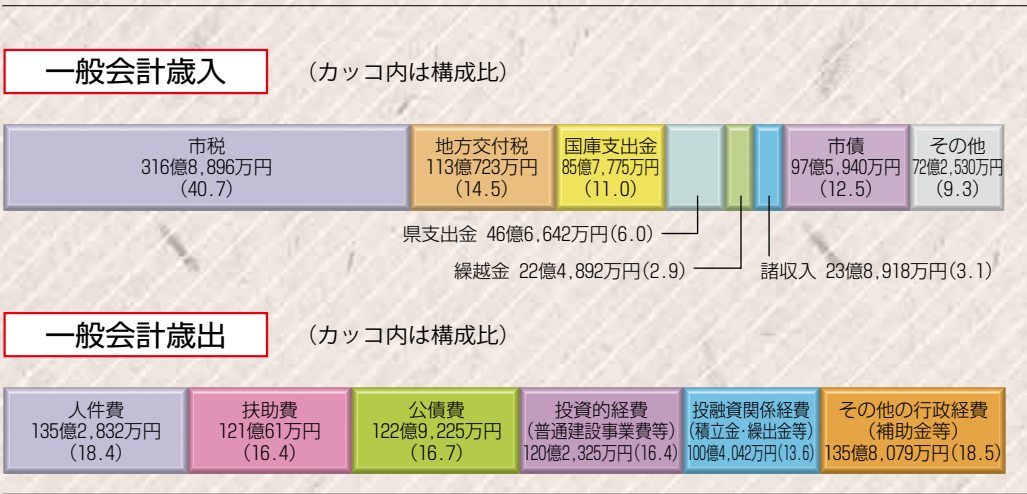 一般会計歳入 （カッコ内は構成比）
市税
316億8,896万円
(40.7)
地方交付税
113億723万円
(14.5)
国庫支出金
85億7,775万円
(11.0)
市債
97億5,940万円
(12.5)
その他
72億2,530万円
(9.3)
県支出金 46億6,642万円(6.0)
繰越金 22億4,892万円(2.9)
諸収入 23億8,918万円(3.1)
一般会計歳出 （カッコ内は構成比）
人件費
135億2,832万円
(18.4)
扶助費
121億61万円
(16.4)
公債費
122億9,225万円
(16.7)
投資的経費
(普通建設事業費等)
120億2,325万円(16.4)
投融資関係経費
(積立金・繰出金等)
100億4,042万円(13.6)
その他の行政経費
(補助金等)
135億8,079万円(18.5)